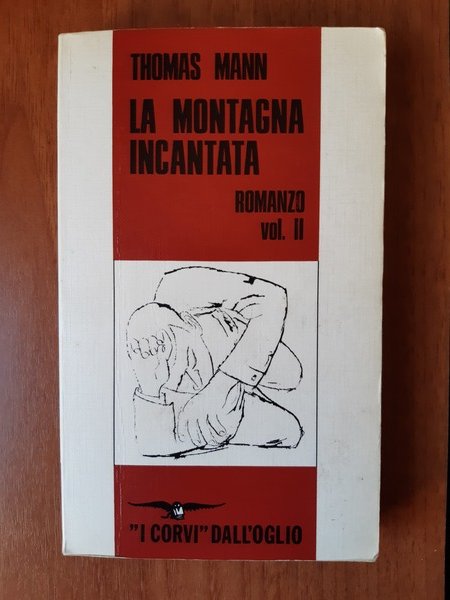 THOMAS MANN
LA MONTAGNA
INCANTATA
ROMANZO
vol. II
"I CORVI" DALL'OGLIO